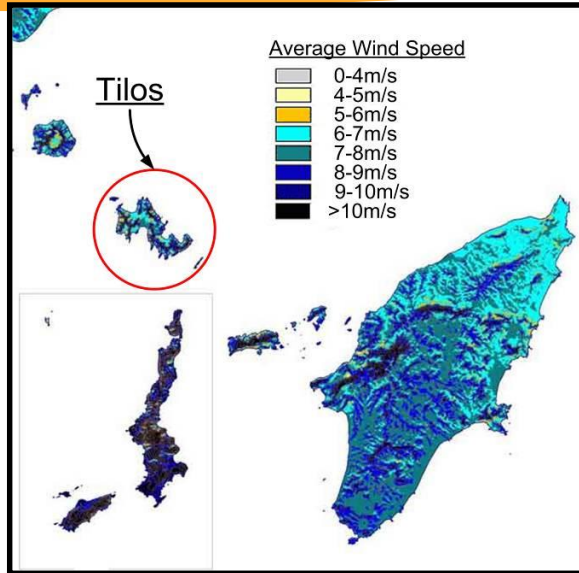 Average Wind Speed
0-4m/s
4-5m/s
5-6m/s
6-7m/s
7-8m/s
8-9m/s
9-10m/s
>10m/s
Tilos